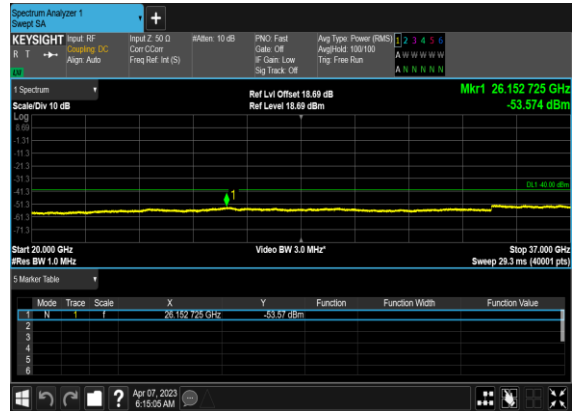 Spectrum Analyzer 1
Swept SA
+
KEYSIGHT Input: RF Input Z: 50 Ω #Atten: 10 dB PNO: Fast Avg Type: Power (RMS) 1 2 3 4 5 6
R T Coupling: DC Corr CCorr Gate: Off Avg|Hold: 100/100 A W W W W W
Align: Auto Freq Ref: Int (S) IF Gain: Low Trig: Free Run
LW Sig Track: Off A N N N N N
1 Spectrum Ref Lvl Offset 18.69 dB Mkr1 26.152 725 GHz
Scale/Div 10 dB Ref Level 18.69 dBm -53.574 dBm
Log
8.69
-1.31
-11.3
-21.3
-31.3
DL1 -40.00 dBm
-41.3
1
-51.3
-61.3
-71.3
Start 20.000 GHz Video BW 3.0 MHz* Stop 37.000 GHz
#Res BW 1.0 MHz Sweep 29.3 ms (40001 pts)
5 Marker Table
Mode Trace Scale X Y Function Function Width Function Value
1 N 1 f 26.152 725 GHz -53.57 dBm
2
3
4
5
6
? Apr 07, 2023
6:15:05 AM